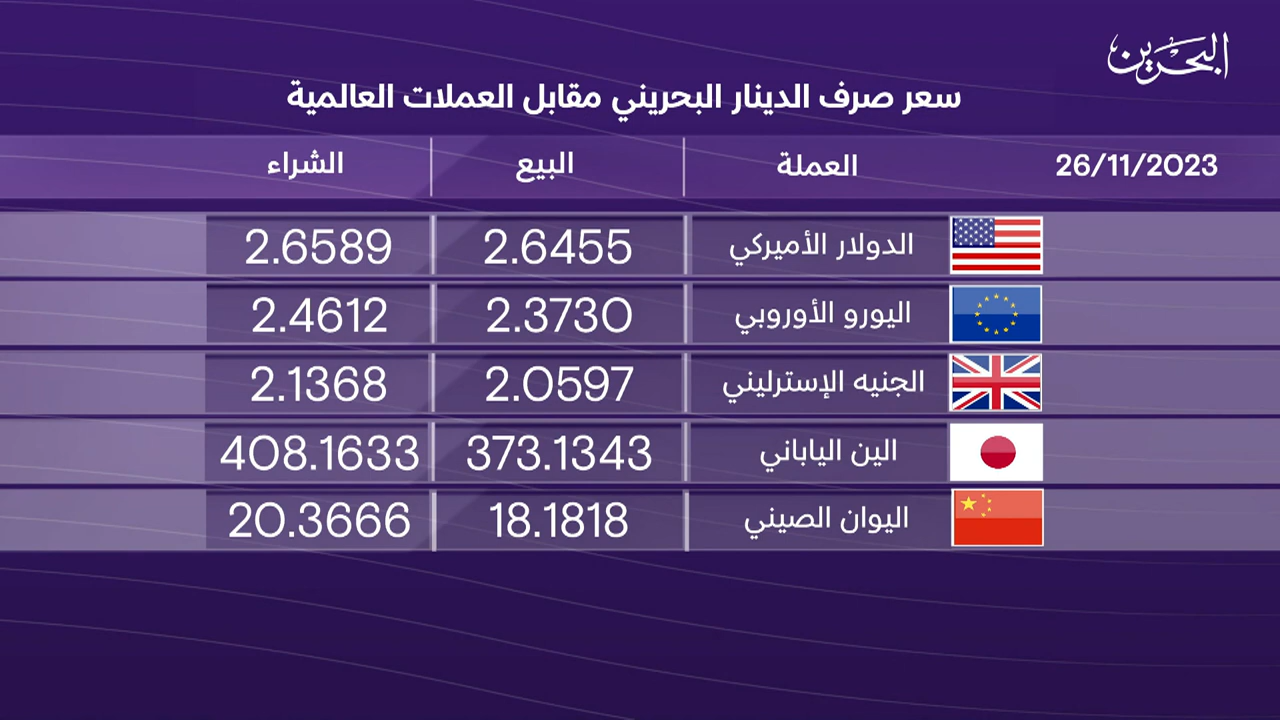 البحرين
سعر صرف الدينار البحريني مقابل العملات العالمية
26/11/2023 العملة البيع الشراء
الدولار الأميركي 2.6455 2.6589
اليورو الأوروبي 2.3730 2.4612
الجنيه الإسترليني 2.0597 2.1368
الين الياباني 373.1343 408.1633
اليوان الصيني 18.1818 20.3666